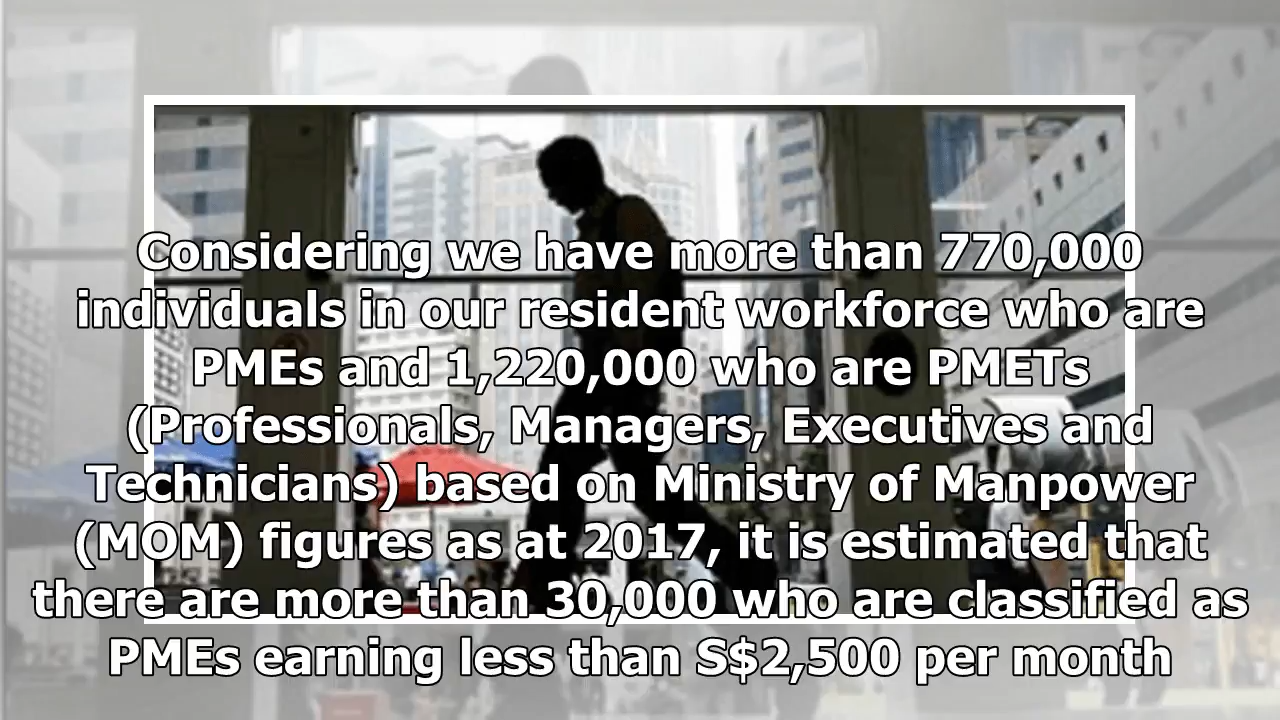 Considering we have more than 770,000
individuals in our resident workforce who are
PMEs and 1,220,000 who are PMETs
(Professionals, Managers, Executives and
Technicians) based on Ministry of Manpower
(MOM) figures as at 2017, it is estimated that
there are more than 30,000 who are classified as
PMEs earning less than S$2,500 per month